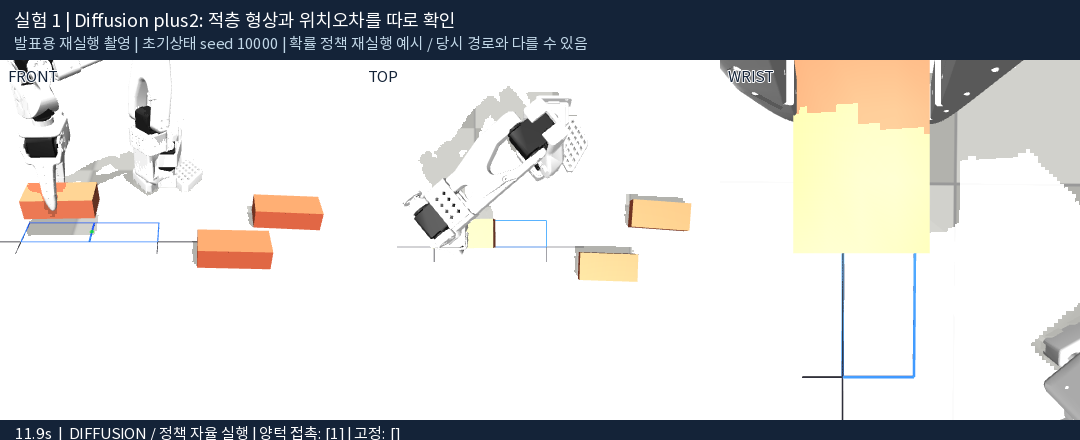 실험 1 | Diffusion plus2: 적층 형상과 위치오차를 따로 확인
발표용 재실행 촬영 | 초기상태 seed 10000 | 확률 정책 재실행 예시 / 당시 경로와 다를 수 있음
FRONT
TOP
WRIST
11.9s | DIFFUSION / 정책 자율 실행 | 양턱 접촉: [1] | 고정: []